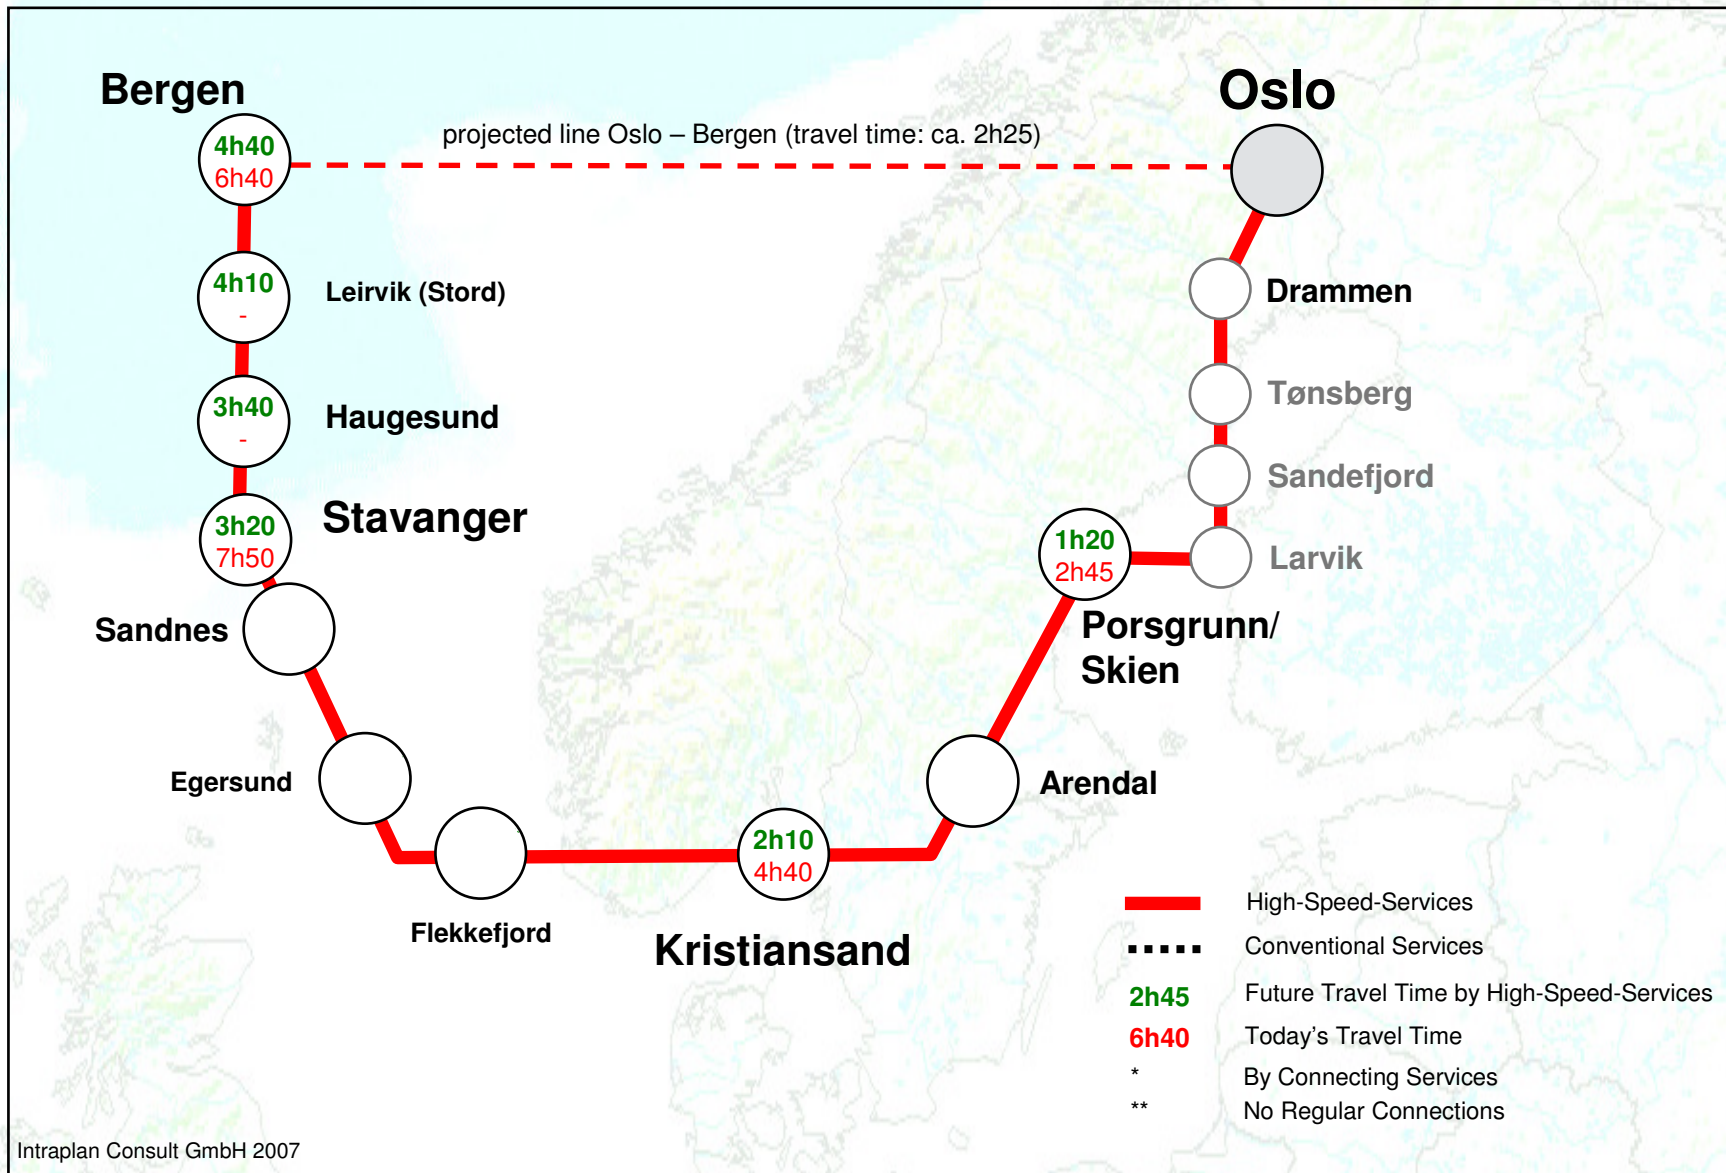 Bergen
Oslo
projected line Oslo – Bergen (travel time: ca. 2h25)
4h40
6h40
4h10
-
Leirvik (Stord)
Drammen
3h40
-
Haugesund
Tønsberg
Sandefjord
3h20
7h50
Stavanger
1h20
2h45
Larvik
Sandnes
Porsgrunn/
Skien
Egersund
Arendal
2h10
4h40
Flekkefjord
Kristiansand
High-Speed-Services
Conventional Services
2h45 Future Travel Time by High-Speed-Services
6h40 Today's Travel Time
* By Connecting Services
** No Regular Connections
Intraplan Consult GmbH 2007